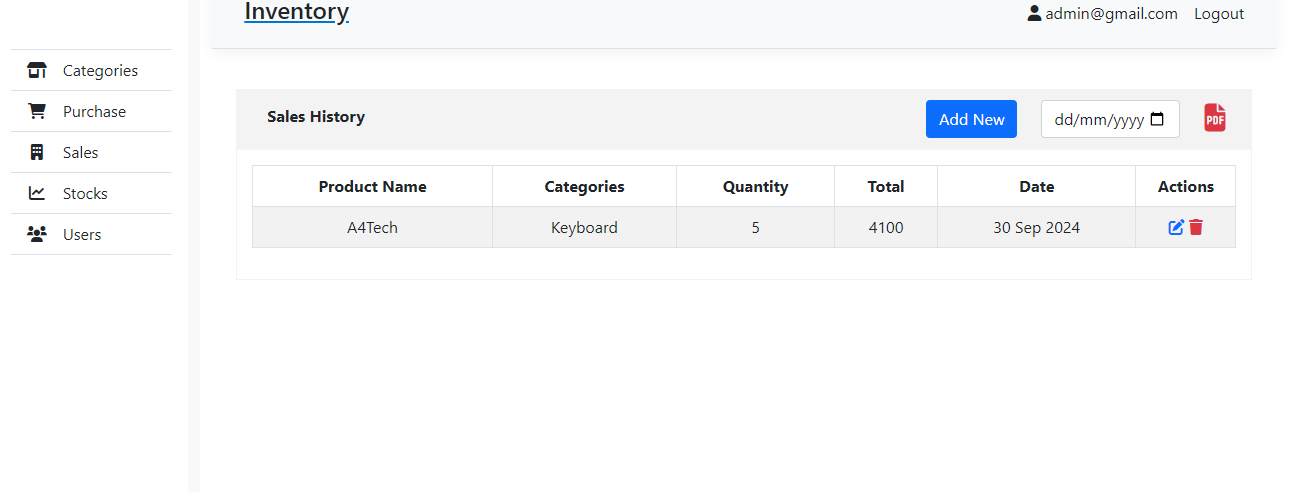 Inventory
admin@gmail.com Logout
Categories
Purchase
Sales
Stocks
Users
Sales History
Add New
dd/mm/yyyy
PDF
Product Name Categories Quantity Total Date Actions
A4Tech Keyboard 5 4100 30 Sep 2024